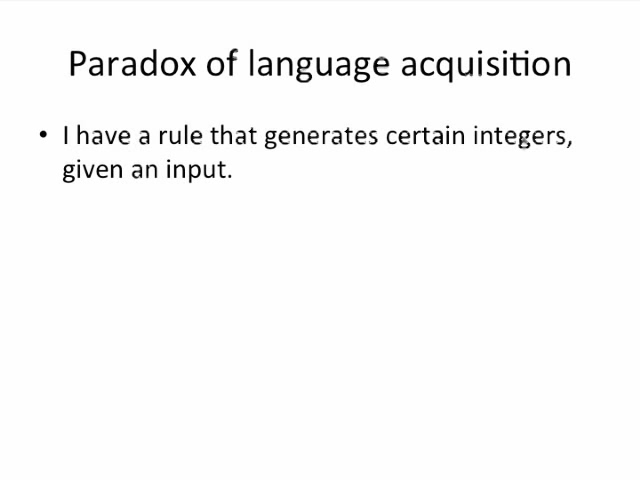 Paradox of language acquisition
• I have a rule that generates certain integers,
given an input.